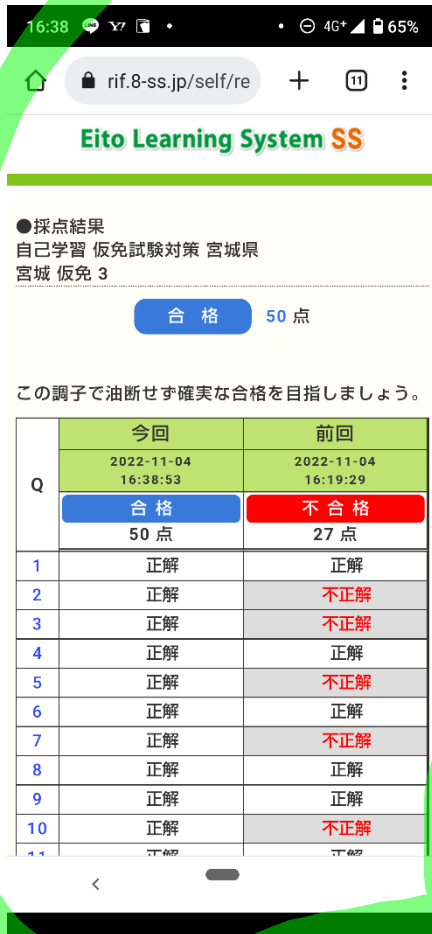 16:38 LINE Y? 4G+ 65%
rif.8-ss.jp/self/re 11
Eito Learning System SS
●採点結果
自己学習 仮免試験対策 宮城県
宮城 仮免 3
合 格 50 点
この調子で油断せず確実な合格を目指しましょう。
Q 今回 前回
2022-11-04 2022-11-04
16:38:53 16:19:29
合 格 不 合 格
50 点 27 点
1 正解 正解
2 正解 不正解
3 正解 不正解
4 正解 正解
5 正解 不正解
6 正解 正解
7 正解 不正解
8 正解 正解
9 正解 正解
10 正解 不正解
11 正解 正解